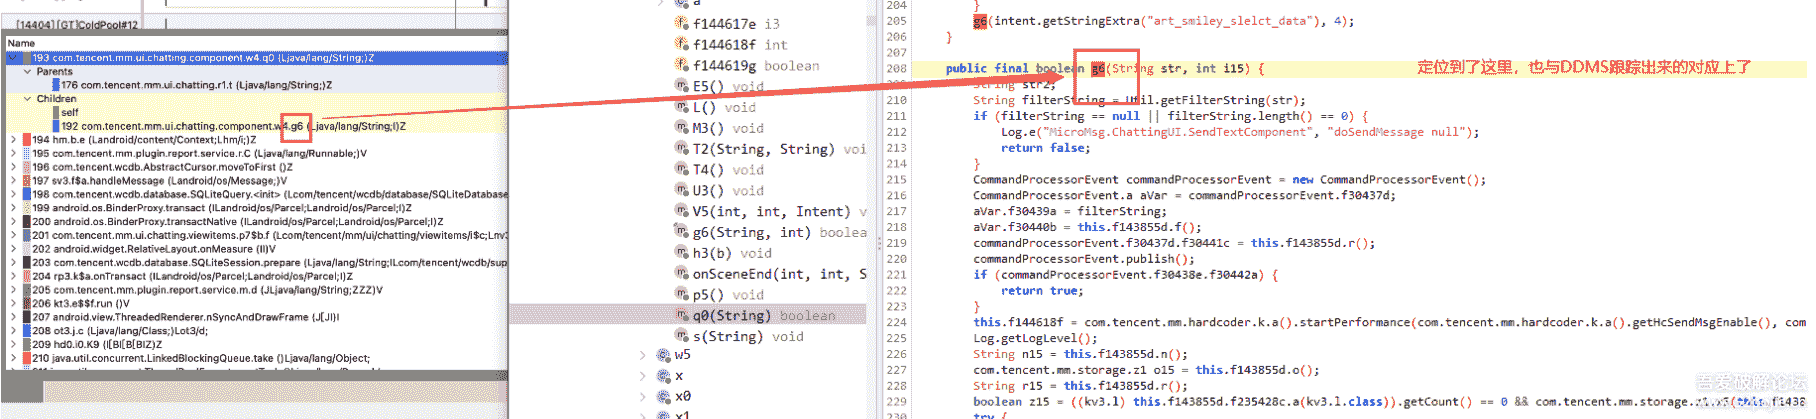 [14404] [GT]ColdPool#12
Name
193 com.tencent.mm.ui.chatting.component.w4.q0 (Ljava/lang/String;)Z
Parents
176 com.tencent.mm.ui.chatting.r1.t (Ljava/lang/String;)Z
Children
self
192 com.tencent.mm.ui.chatting.component.w4.g6 (Ljava/lang/String;I)Z
194 hm.b.e (Landroid/content/Context;Lhm/i;)Z
195 com.tencent.mm.plugin.report.service.r.C (Ljava/lang/Runnable;)V
196 com.tencent.wcdb.AbstractCursor.moveToFirst ()Z
197 sv3.f$a.handleMessage (Landroid/os/Message;)V
198 com.tencent.wcdb.database.SQLiteQuery.<init> (Lcom/tencent/wcdb/database/SQLiteDatabase
199 android.os.BinderProxy.transact (ILandroid/os/Parcel;Landroid/os/Parcel;I)Z
200 android.os.BinderProxy.transactNative (ILandroid/os/Parcel;Landroid/os/Parcel;I)Z
201 com.tencent.mm.ui.chatting.viewitems.p7$b.f (Lcom/tencent/mm/ui/chatting/viewitems/i$c;Lnv3
202 android.widget.RelativeLayout.onMeasure (II)V
203 com.tencent.wcdb.database.SQLiteSession.prepare (Ljava/lang/String;ILcom/tencent/wcdb/sup
204 rp3.k$a.onTransact (ILandroid/os/Parcel;Landroid/os/Parcel;I)Z
205 com.tencent.mm.plugin.report.service.m.d (JLjava/lang/String;ZZZ)V
206 kt3.e$$f.run ()V
207 android.view.ThreadedRenderer.nSyncAndDrawFrame (J[JI)I
208 ot3.j.c (Ljava/lang/Class;)Lot3/d;
209 hd0.i0.K9 (I[BI[B[BIZ)Z
210 java.util.concurrent.LinkedBlockingQueue.take ()Ljava/lang/Object;
a
f144617e i3
f144618f int
f144619g boolean
E5() void
L() void
M3() void
T2(String, String) voi
T4() void
U3() void
V5(int, int, Intent) v
g6(String, int) boolea
h3(b) void
onSceneEnd(int, int, S
p5() void
q0(String) boolean
s(String) void
w5
x
x0
x1
204 }
205 g6(intent.getStringExtra("art_smiley_slelct_data"), 4);
206 }
207
208 public final boolean g6(String str, int i15) {
String str2;
210 String filterString = Util.getFilterString(str);
211 if (filterString == null || filterString.length() == 0) {
212 Log.e("MicroMsg.ChattingUI.SendTextComponent", "doSendMessage null");
213 return false;
214 }
215 CommandProcessorEvent commandProcessorEvent = new CommandProcessorEvent();
216 CommandProcessorEvent.a aVar = commandProcessorEvent.f30437d;
217 aVar.f30439a = filterString;
218 aVar.f30440b = this.f143855d.f();
219 commandProcessorEvent.f30437d.f30441c = this.f143855d.r();
220 commandProcessorEvent.publish();
221 if (commandProcessorEvent.f30438e.f30442a) {
222 return true;
223 }
224 this.f144618f = com.tencent.mm.hardcoder.k.a().startPerformance(com.tencent.mm.hardcoder.k.a().getHcSendMsgEnable(), com
225 Log.getLogLevel();
226 String n15 = this.f143855d.n();
227 com.tencent.mm.storage.z1 o15 = this.f143855d.o();
228 String r15 = this.f143855d.r();
229 boolean z15 = ((kv3.l) this.f143855d.f235428c.a(kv3.l.class)).getCount() == 0 && com.tencent.mm.storage.
230 try {
定位到了这里，也与DDMS跟踪出来的对应上了
吾爱破解论坛